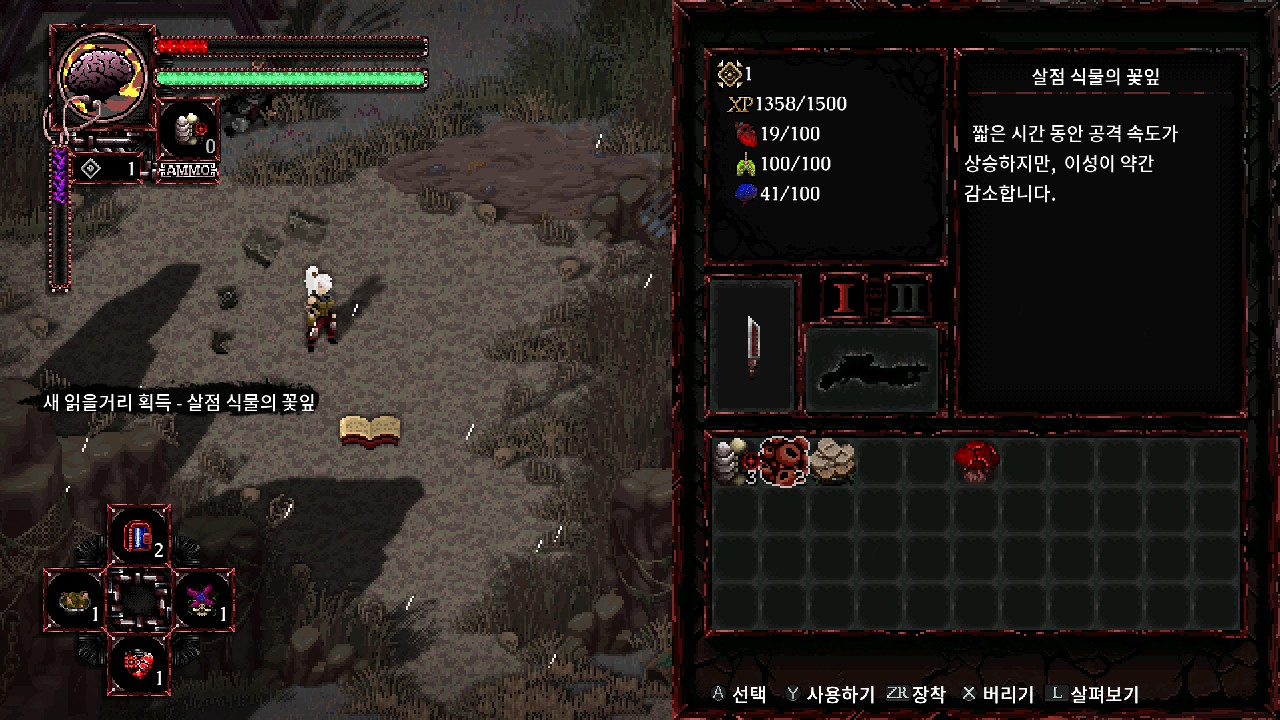 0
1
AMMO
새 읽을거리 획득 - 살점 식물의 꽃잎
2
1
1
1
1
XP 1358/1500
19/100
100/100
41/100
I
II
살점 식물의 꽃잎
짧은 시간 동안 공격 속도가
상승하지만, 이성이 약간
감소합니다.
3
3
A 선택 Y 사용하기 ZR 장착 X 버리기 L 살펴보기